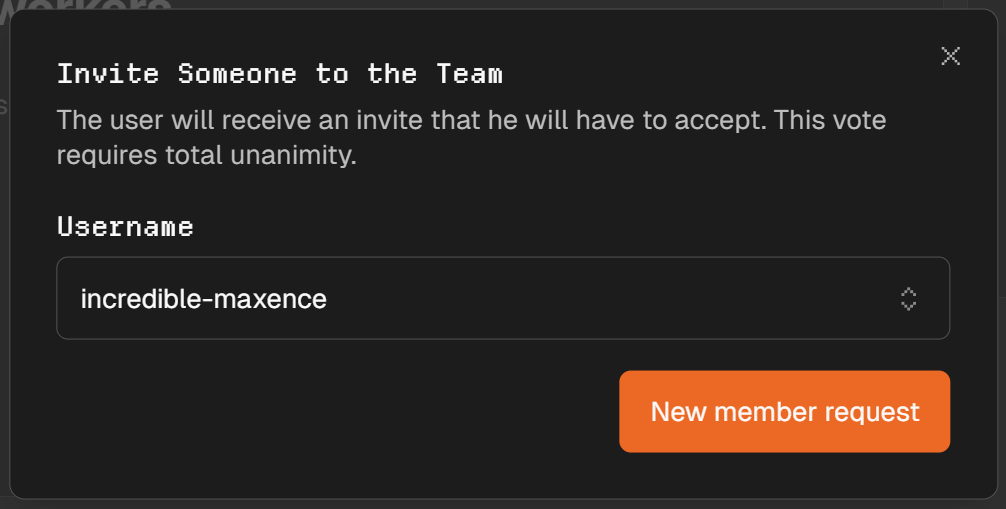 workers
Invite Someone to the Team
The user will receive an invite that he will have to accept. This vote
requires total unanimity.
Username
incredible-maxence
New member request